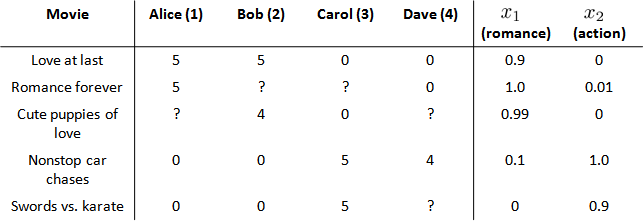 Movie Alice (1) Bob (2) Carol (3) Dave (4) x₁ (romance) x₂ (action)
Love at last 5 5 0 0 0.9 0
Romance forever 5 ? ? 0 1.0 0.01
Cute puppies of love ? 4 0 ? 0.99 0
Nonstop car chases 0 0 5 4 0.1 1.0
Swords vs. karate 0 0 5 ? 0 0.9